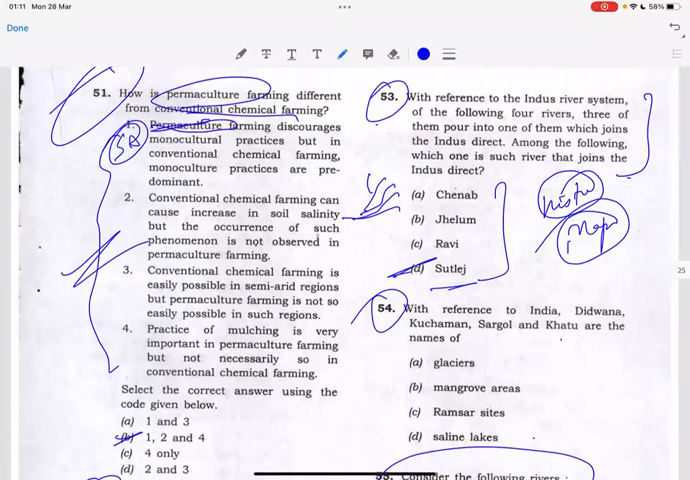 01:11 Mon 28 Mar
58%
Done
51. How is permaculture farming different
from conventional chemical farming?
1. Permaculture farming discourages
monocultural practices but in
conventional chemical farming,
monoculture practices are pre-
dominant.
2. Conventional chemical farming can
cause increase in soil salinity
but the occurrence of such
phenomenon is not observed in
permaculture farming.
3. Conventional chemical farming is
easily possible in semi-arid regions
but permaculture farming is not so
easily possible in such regions.
4. Practice of mulching is very
important in permaculture farming
but not necessarily so in
conventional chemical farming.
Select the correct answer using the
code given below.
(a) 1 and 3
(b) 1, 2 and 4
(c) 4 only
(d) 2 and 3
53. With reference to the Indus river system,
of the following four rivers, three of
them pour into one of them which joins
the Indus direct. Among the following,
which one is such river that joins the
Indus direct?
(a) Chenab
(b) Jhelum
(c) Ravi
(d) Sutlej
Map
25
54. With reference to India, Didwana,
Kuchaman, Sargol and Khatu are the
names of
(a) glaciers
(b) mangrove areas
(c) Ramsar sites
(d) saline lakes
55. Consider the following rivers :